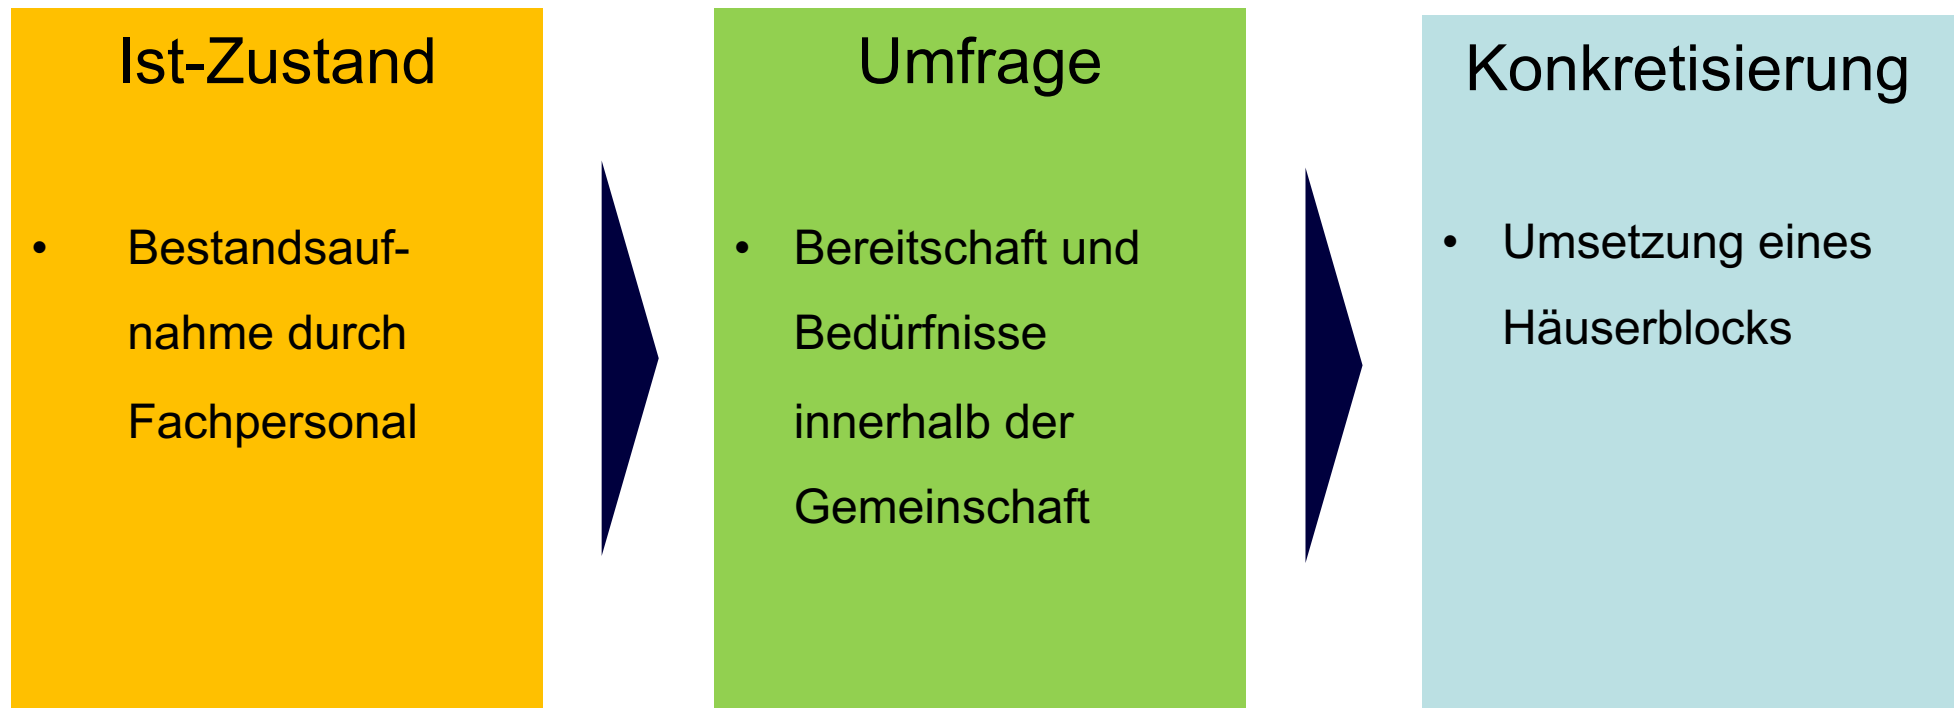 Ist-Zustand
• Bestandsauf-
nahme durch
Fachpersonal
Umfrage
• Bereitschaft und
Bedürfnisse
innerhalb der
Gemeinschaft
Konkretisierung
• Umsetzung eines
Häuserblocks